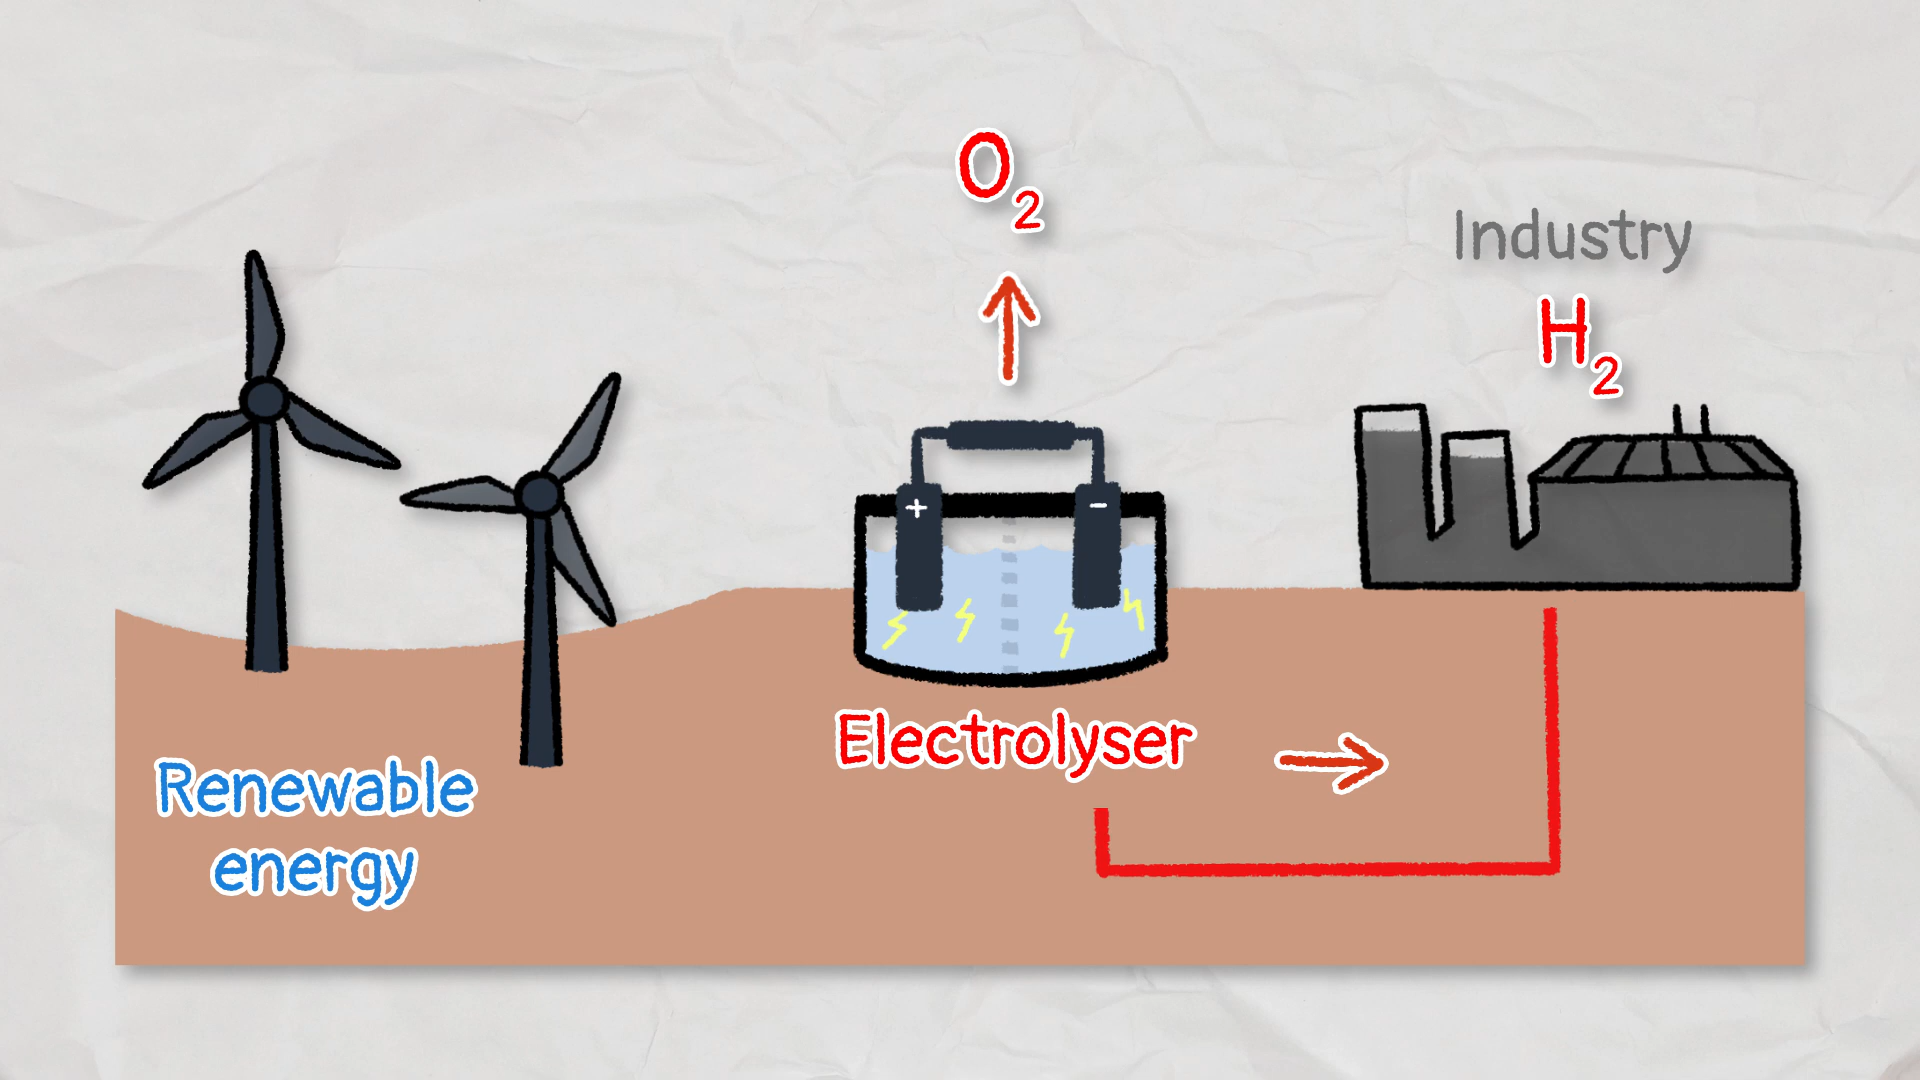 O₂
Industry
H₂
+ -
Electrolyser
Renewable
energy